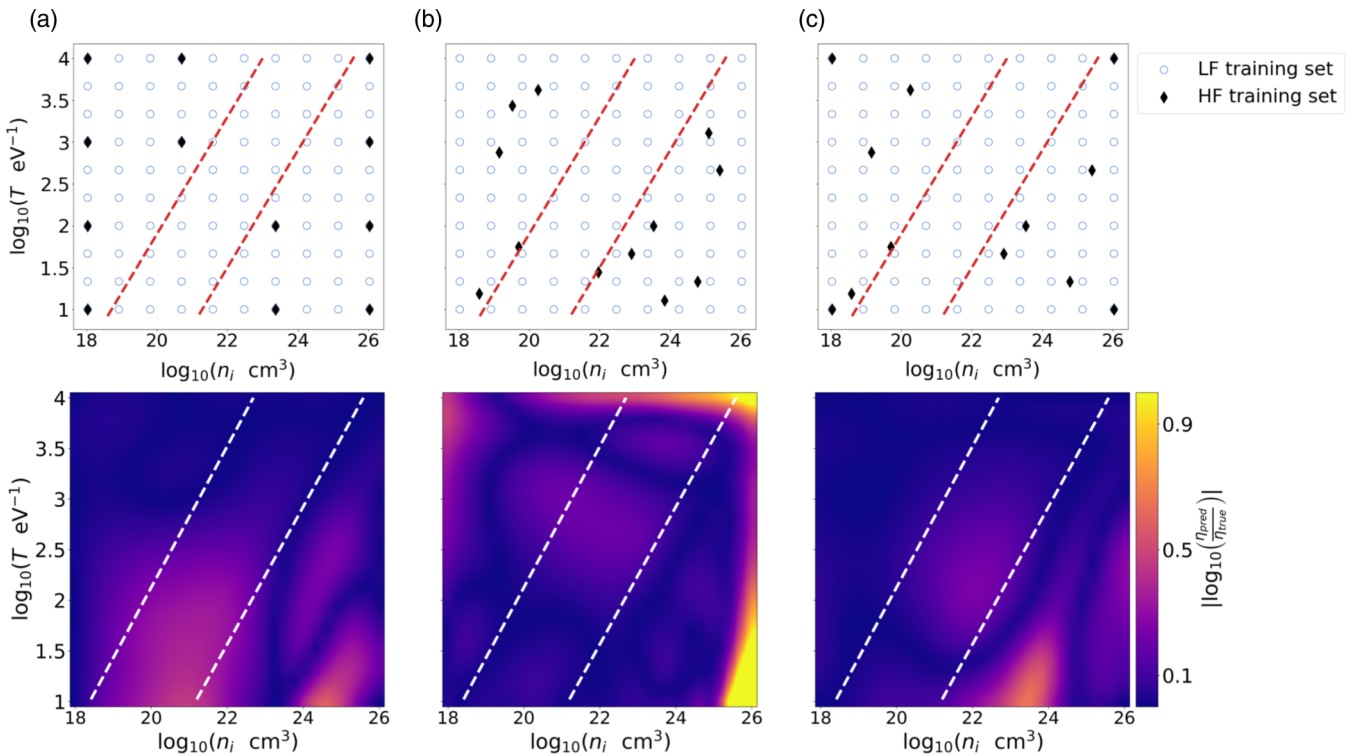 (a)
(b)
(c)
LF training set
HF training set
log₁₀(T eV⁻¹)
4
3.5
3
2.5
2
1.5
1
18 20 22 24 26
18 20 22 24 26
18 20 22 24 26
log₁₀(nᵢ cm³)
log₁₀(nᵢ cm³)
log₁₀(nᵢ cm³)
log₁₀(T eV⁻¹)
4
3.5
3
2.5
2
1.5
1
18 20 22 24 26
18 20 22 24 26
18 20 22 24 26
log₁₀(nᵢ cm³)
log₁₀(nᵢ cm³)
log₁₀(nᵢ cm³)
0.9
0.5
0.1
|log₁₀(η_pred/η_true)|